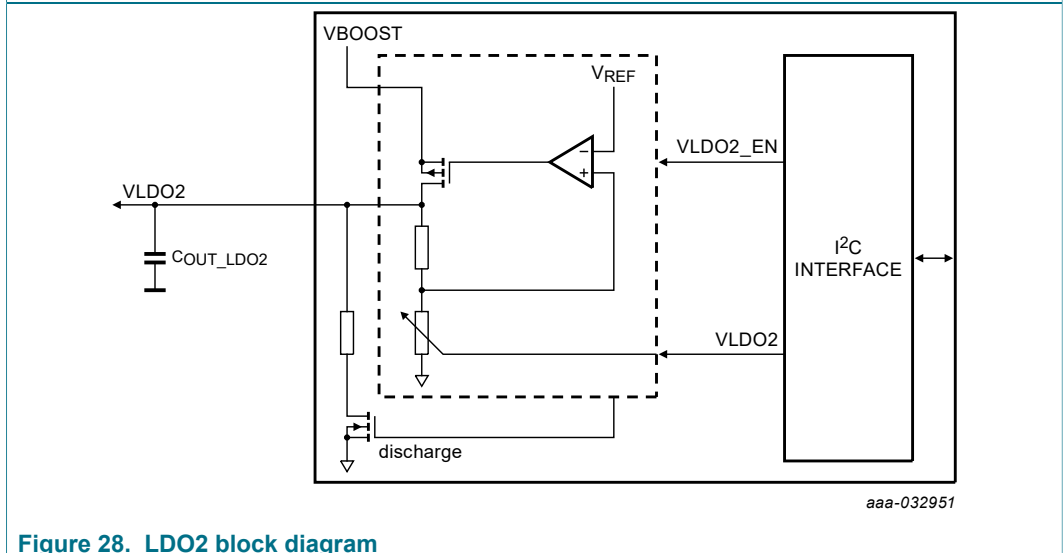 VBOOST
VREF
−
+
VLDO2_EN
VLDO2
COUT_LDO2
I2C
INTERFACE
VLDO2
discharge
aaa-032951
Figure 28. LDO2 block diagram